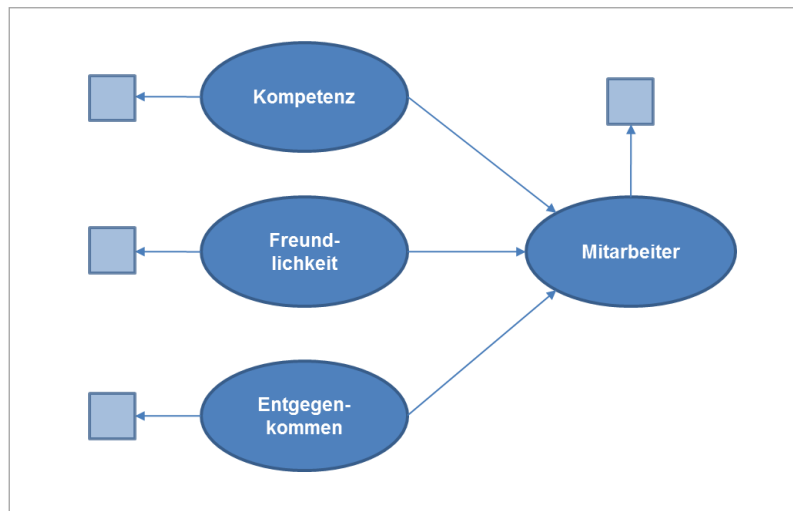 Kompetenz
Freund-
lichkeit
Mitarbeiter
Entgegen-
kommen